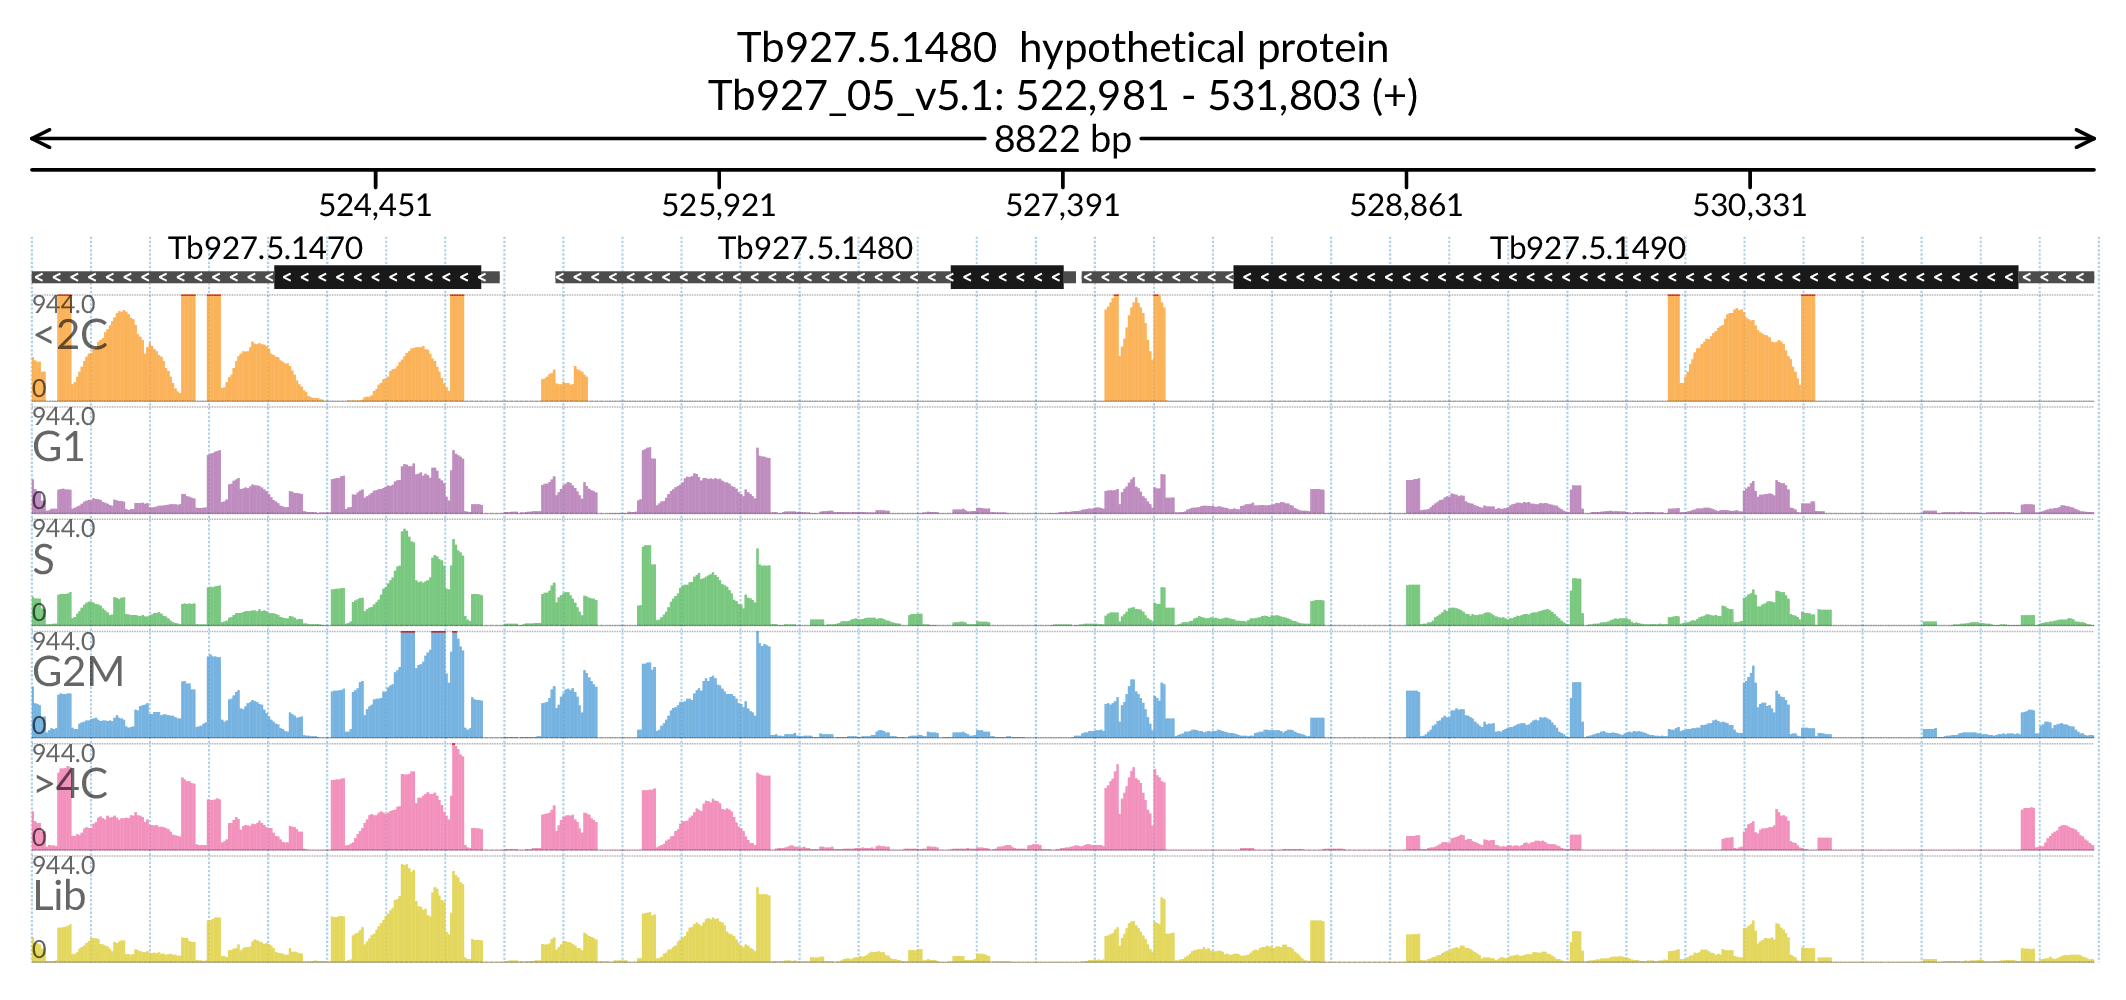 Tb927.5.1480 hypothetical protein
Tb927_05_v5.1: 522,981 - 531,803 (+)
8822 bp
524,451 525,921 527,391 528,861 530,331
Tb927.5.1470 Tb927.5.1480 Tb927.5.1490
944.0
<2C
0
944.0
G1
0
944.0
S
0
944.0
G2M
0
944.0
>4C
0
944.0
Lib
0